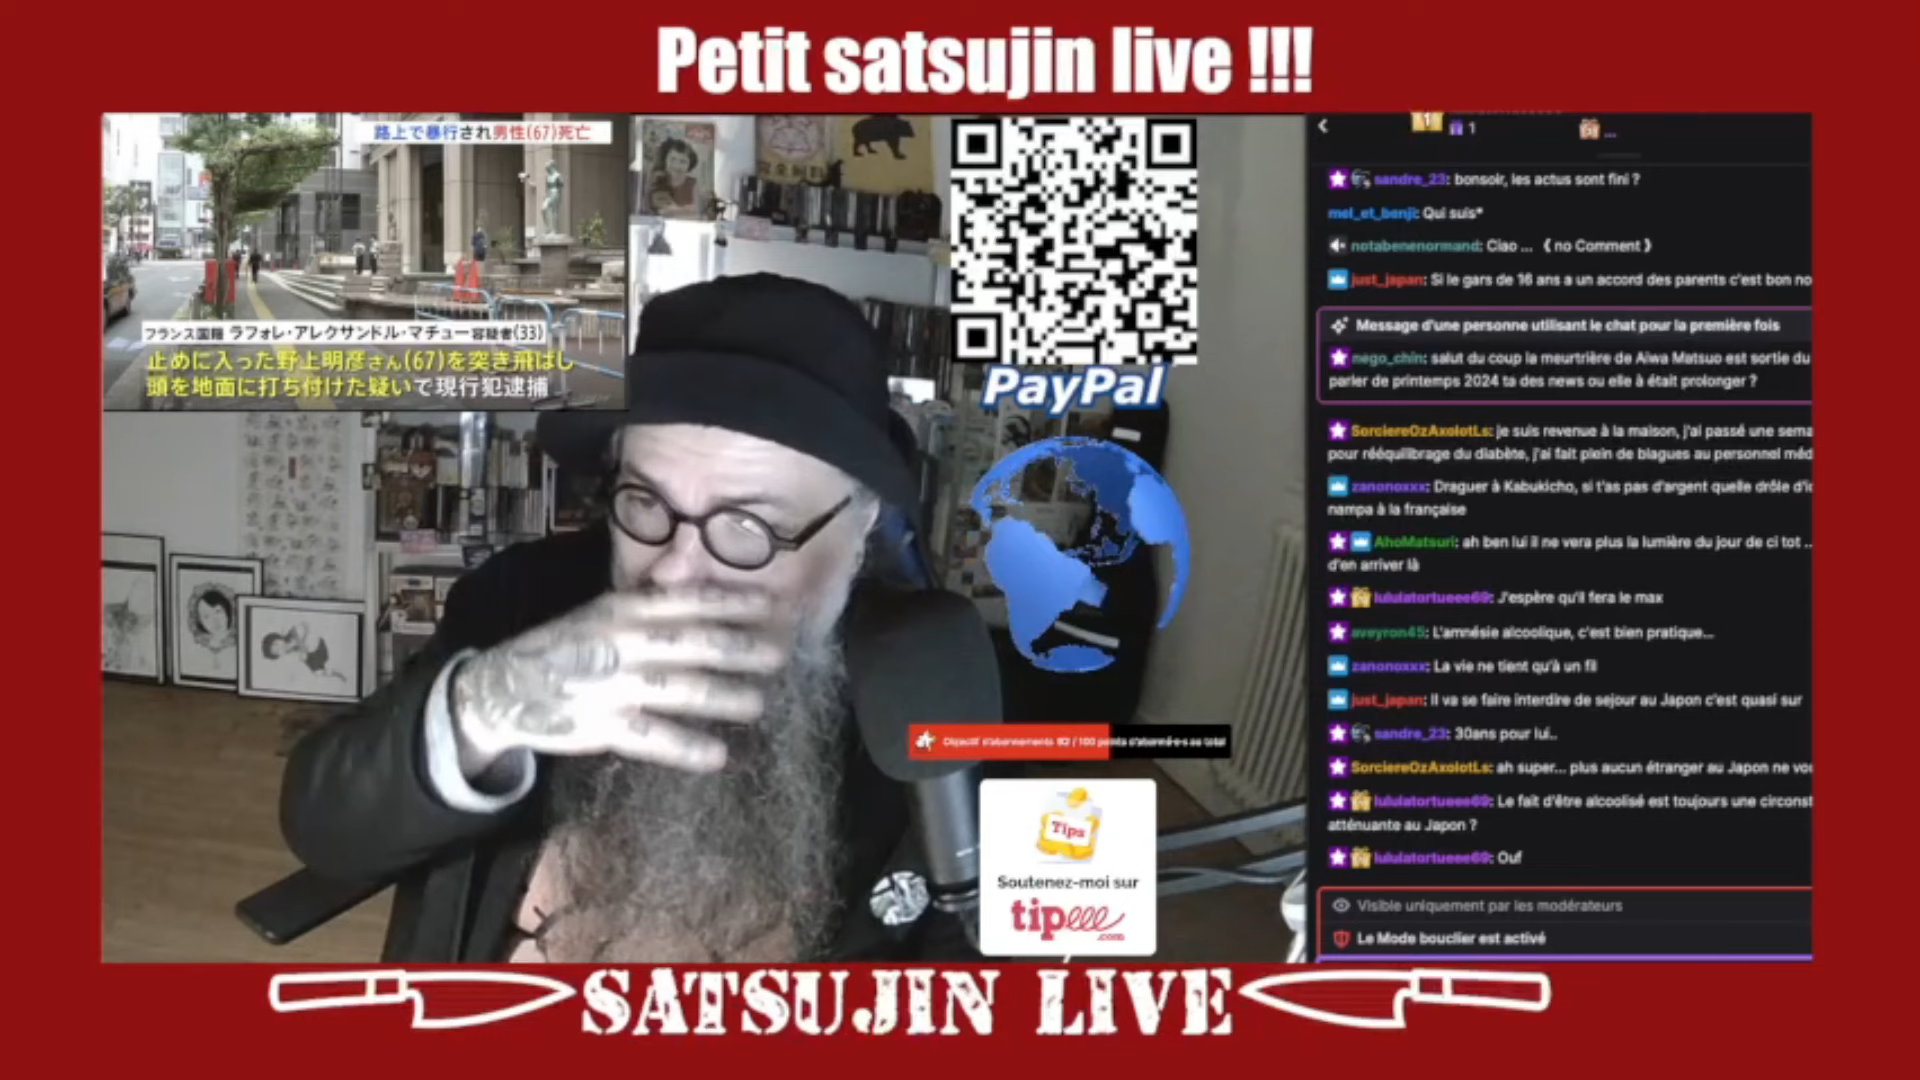 Petit satsujin live !!!
路上で暴行され男性(67)死亡
フランス国籍 ラフォレ・アレクサンドル・マチュー容疑者(33)
止めに入った野上明彦さん(67)を突き飛ばし
頭を地面に打ち付けた疑いで現行犯逮捕
PayPal
Objectif d'abonnements 82 / 100 points d'abonné·e·s au total
Tips
Soutenez-moi sur
tipeee
.com
1
1
...
sandre_23: bonsoir, les actus sont fini ?
mel_et_benji: Qui suis*
notabenenormand: Ciao ... ( no Comment )
just_japan: Si le gars de 16 ans a un accord des parents c'est bon no
Message d'une personne utilisant le chat pour la première fois
nego_chin: salut du coup la meurtrière de Aiwa Matsuo est sortie du
parler de printemps 2024 ta des news ou elle à était prolonger ?
SorciereOzAxolotLs: je suis revenue à la maison, j'ai passé une sema
pour rééquilibrage du diabète, j'ai fait plein de blagues au personnel méd
zanonoxxx: Draguer à Kabukicho, si t'as pas d'argent quelle drôle d'i
nampa à la française
AhoMatsuri: ah ben lui il ne vera plus la lumière du jour de ci tot ...
d'en arriver là
lululatortueee69: J'espère qu'il fera le max
aveyron45: L'amnésie alcoolique, c'est bien pratique...
zanonoxxx: La vie ne tient qu'à un fil
just_japan: Il va se faire interdire de sejour au Japon c'est quasi sur
sandre_23: 30ans pour lui..
SorciereOzAxolotLs: ah super... plus aucun étranger au Japon ne vo
lululatortueee69: Le fait d'être alcoolisé est toujours une circonst
atténuante au Japon ?
lululatortueee69: Ouf
Visible uniquement par les modérateurs
Le Mode bouclier est activé
SATSUJIN LIVE